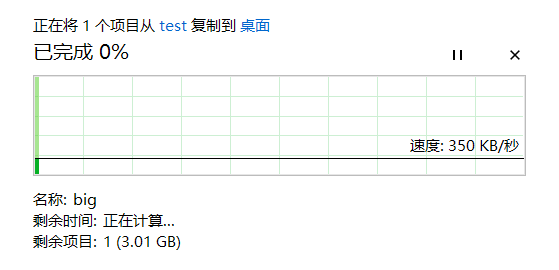 正在将 1 个项目从 test 复制到 桌面
已完成 0%
速度: 350 KB/秒
名称: big
剩余时间: 正在计算...
剩余项目: 1 (3.01 GB)